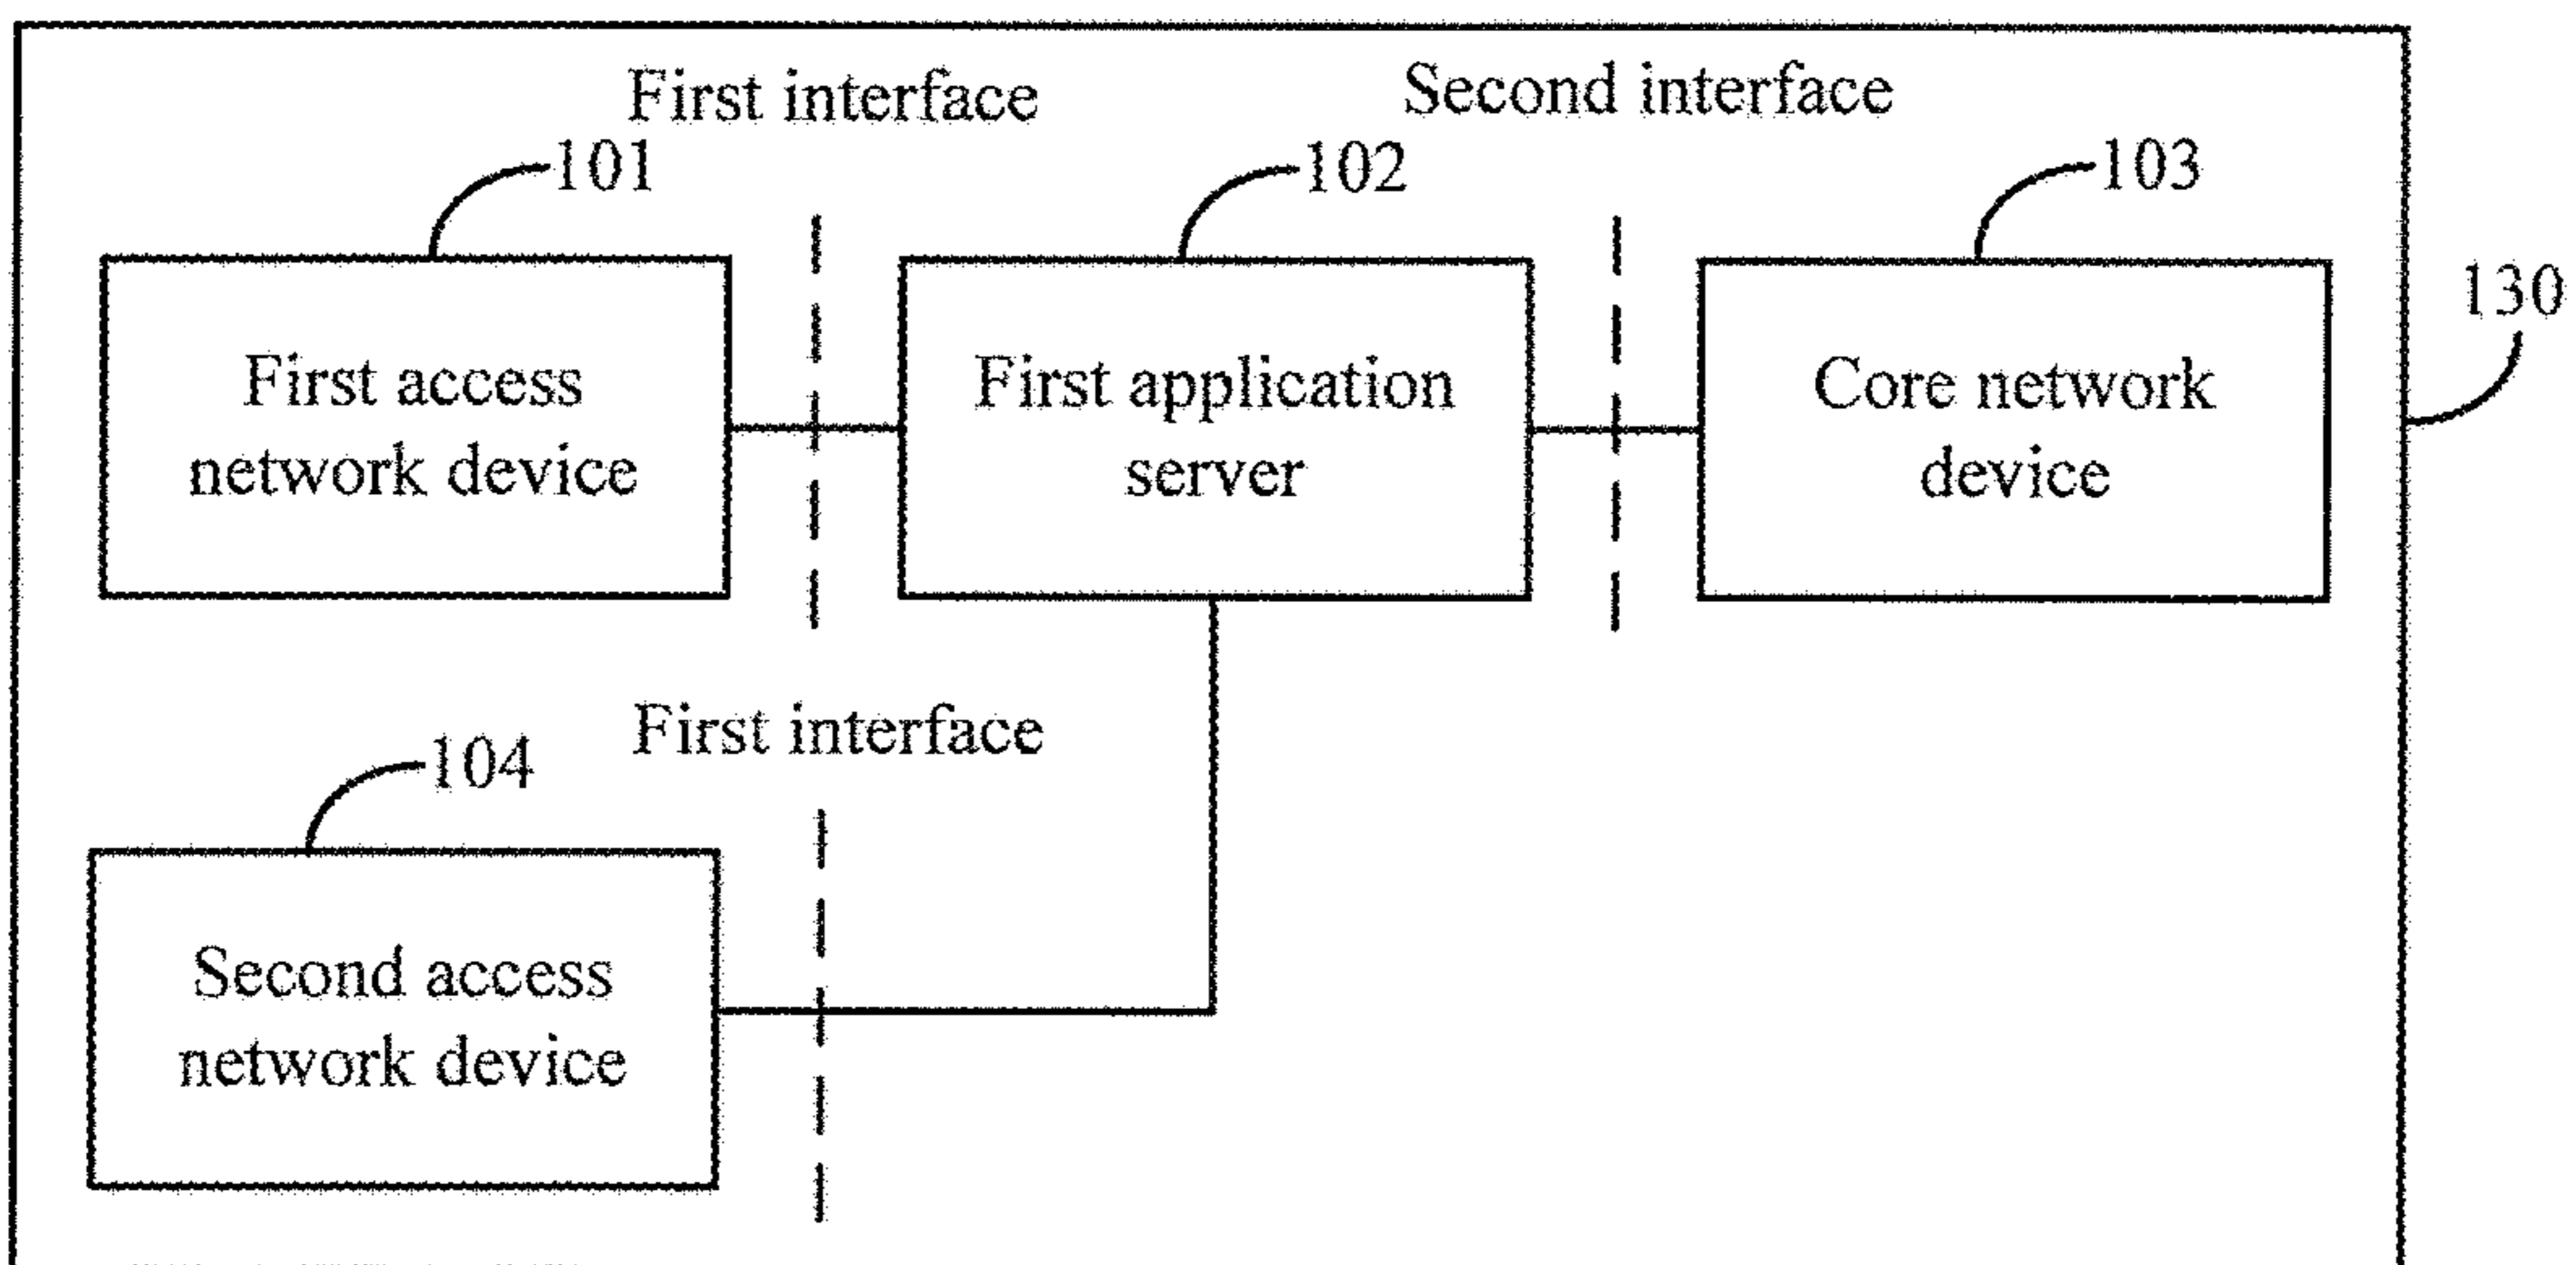 First interface
Second interface
101
102
103
130
First access
network device
First application
server
Core network
device
First interface
104
Second access
network device